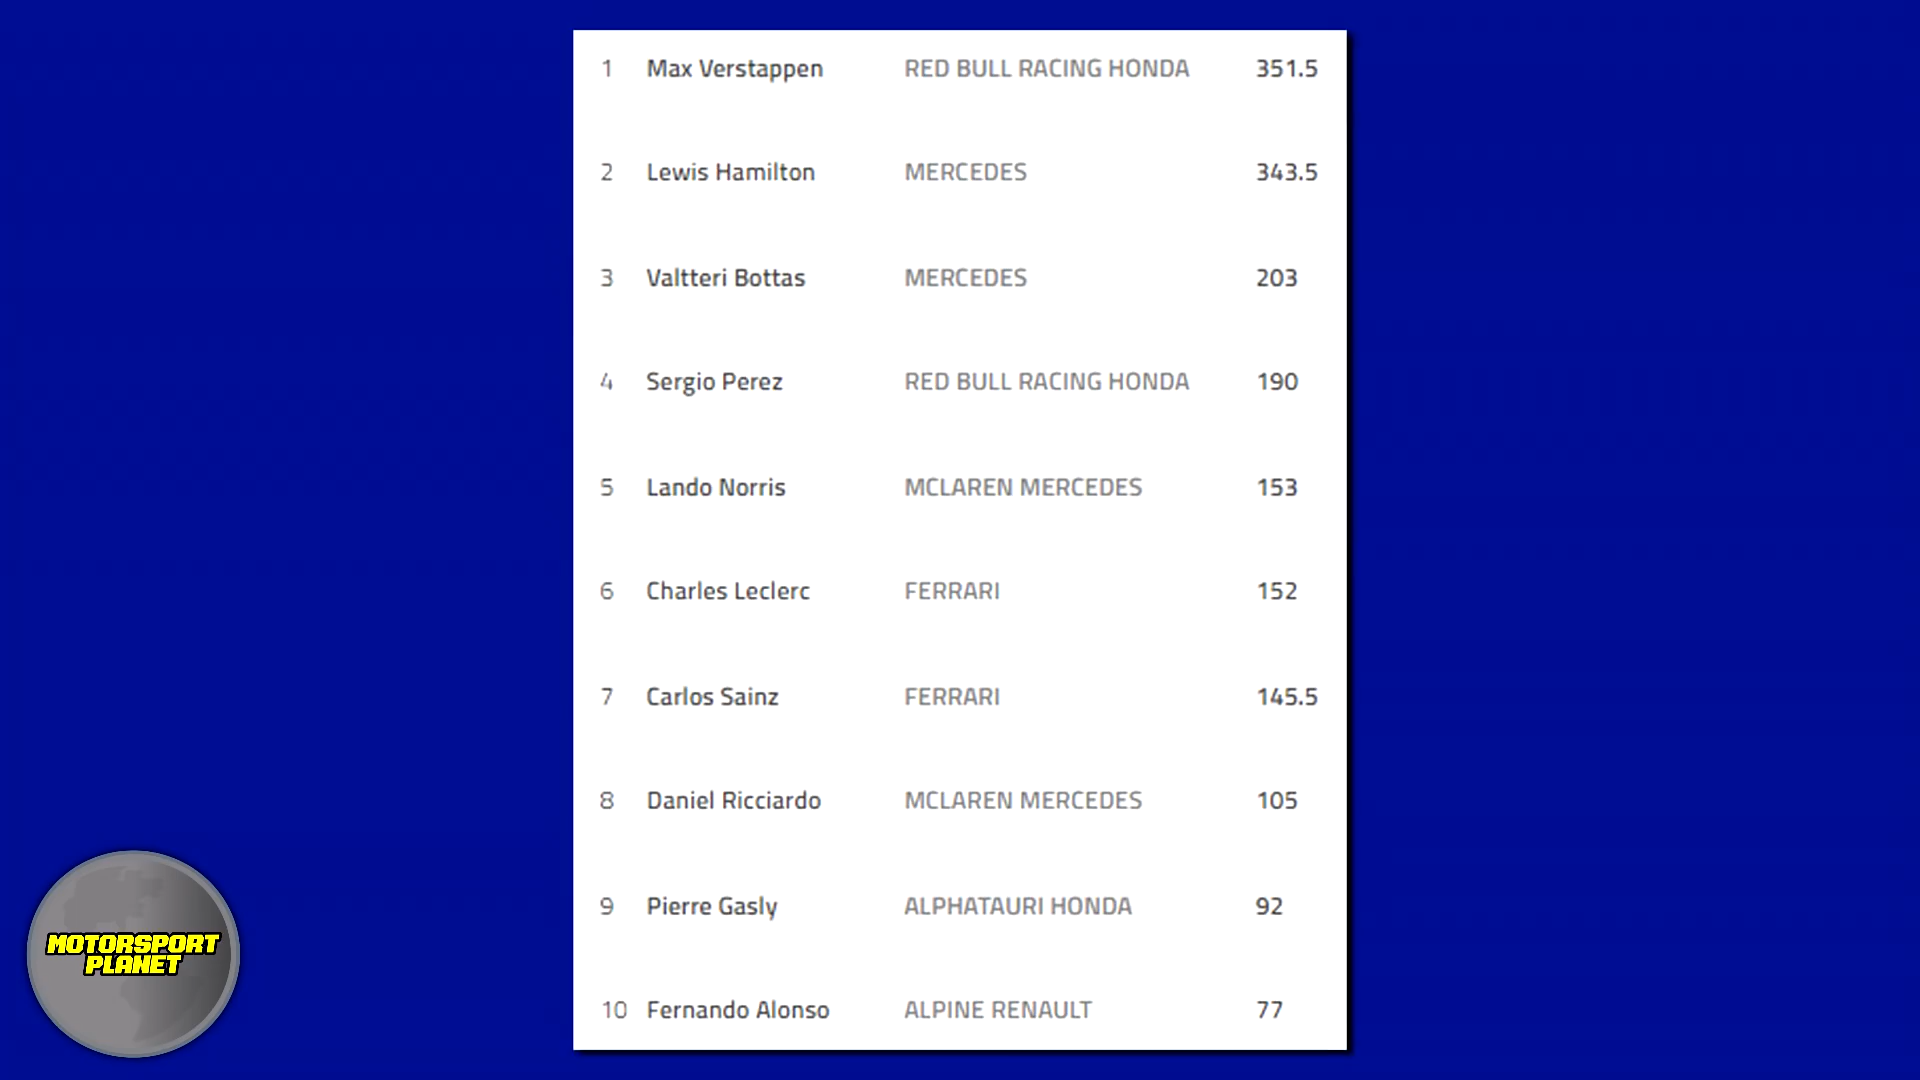 1 Max Verstappen RED BULL RACING HONDA 351.5
2 Lewis Hamilton MERCEDES 343.5
3 Valtteri Bottas MERCEDES 203
4 Sergio Perez RED BULL RACING HONDA 190
5 Lando Norris MCLAREN MERCEDES 153
6 Charles Leclerc FERRARI 152
7 Carlos Sainz FERRARI 145.5
8 Daniel Ricciardo MCLAREN MERCEDES 105
9 Pierre Gasly ALPHATAURI HONDA 92
10 Fernando Alonso ALPINE RENAULT 77
MOTORSPORT
PLANET